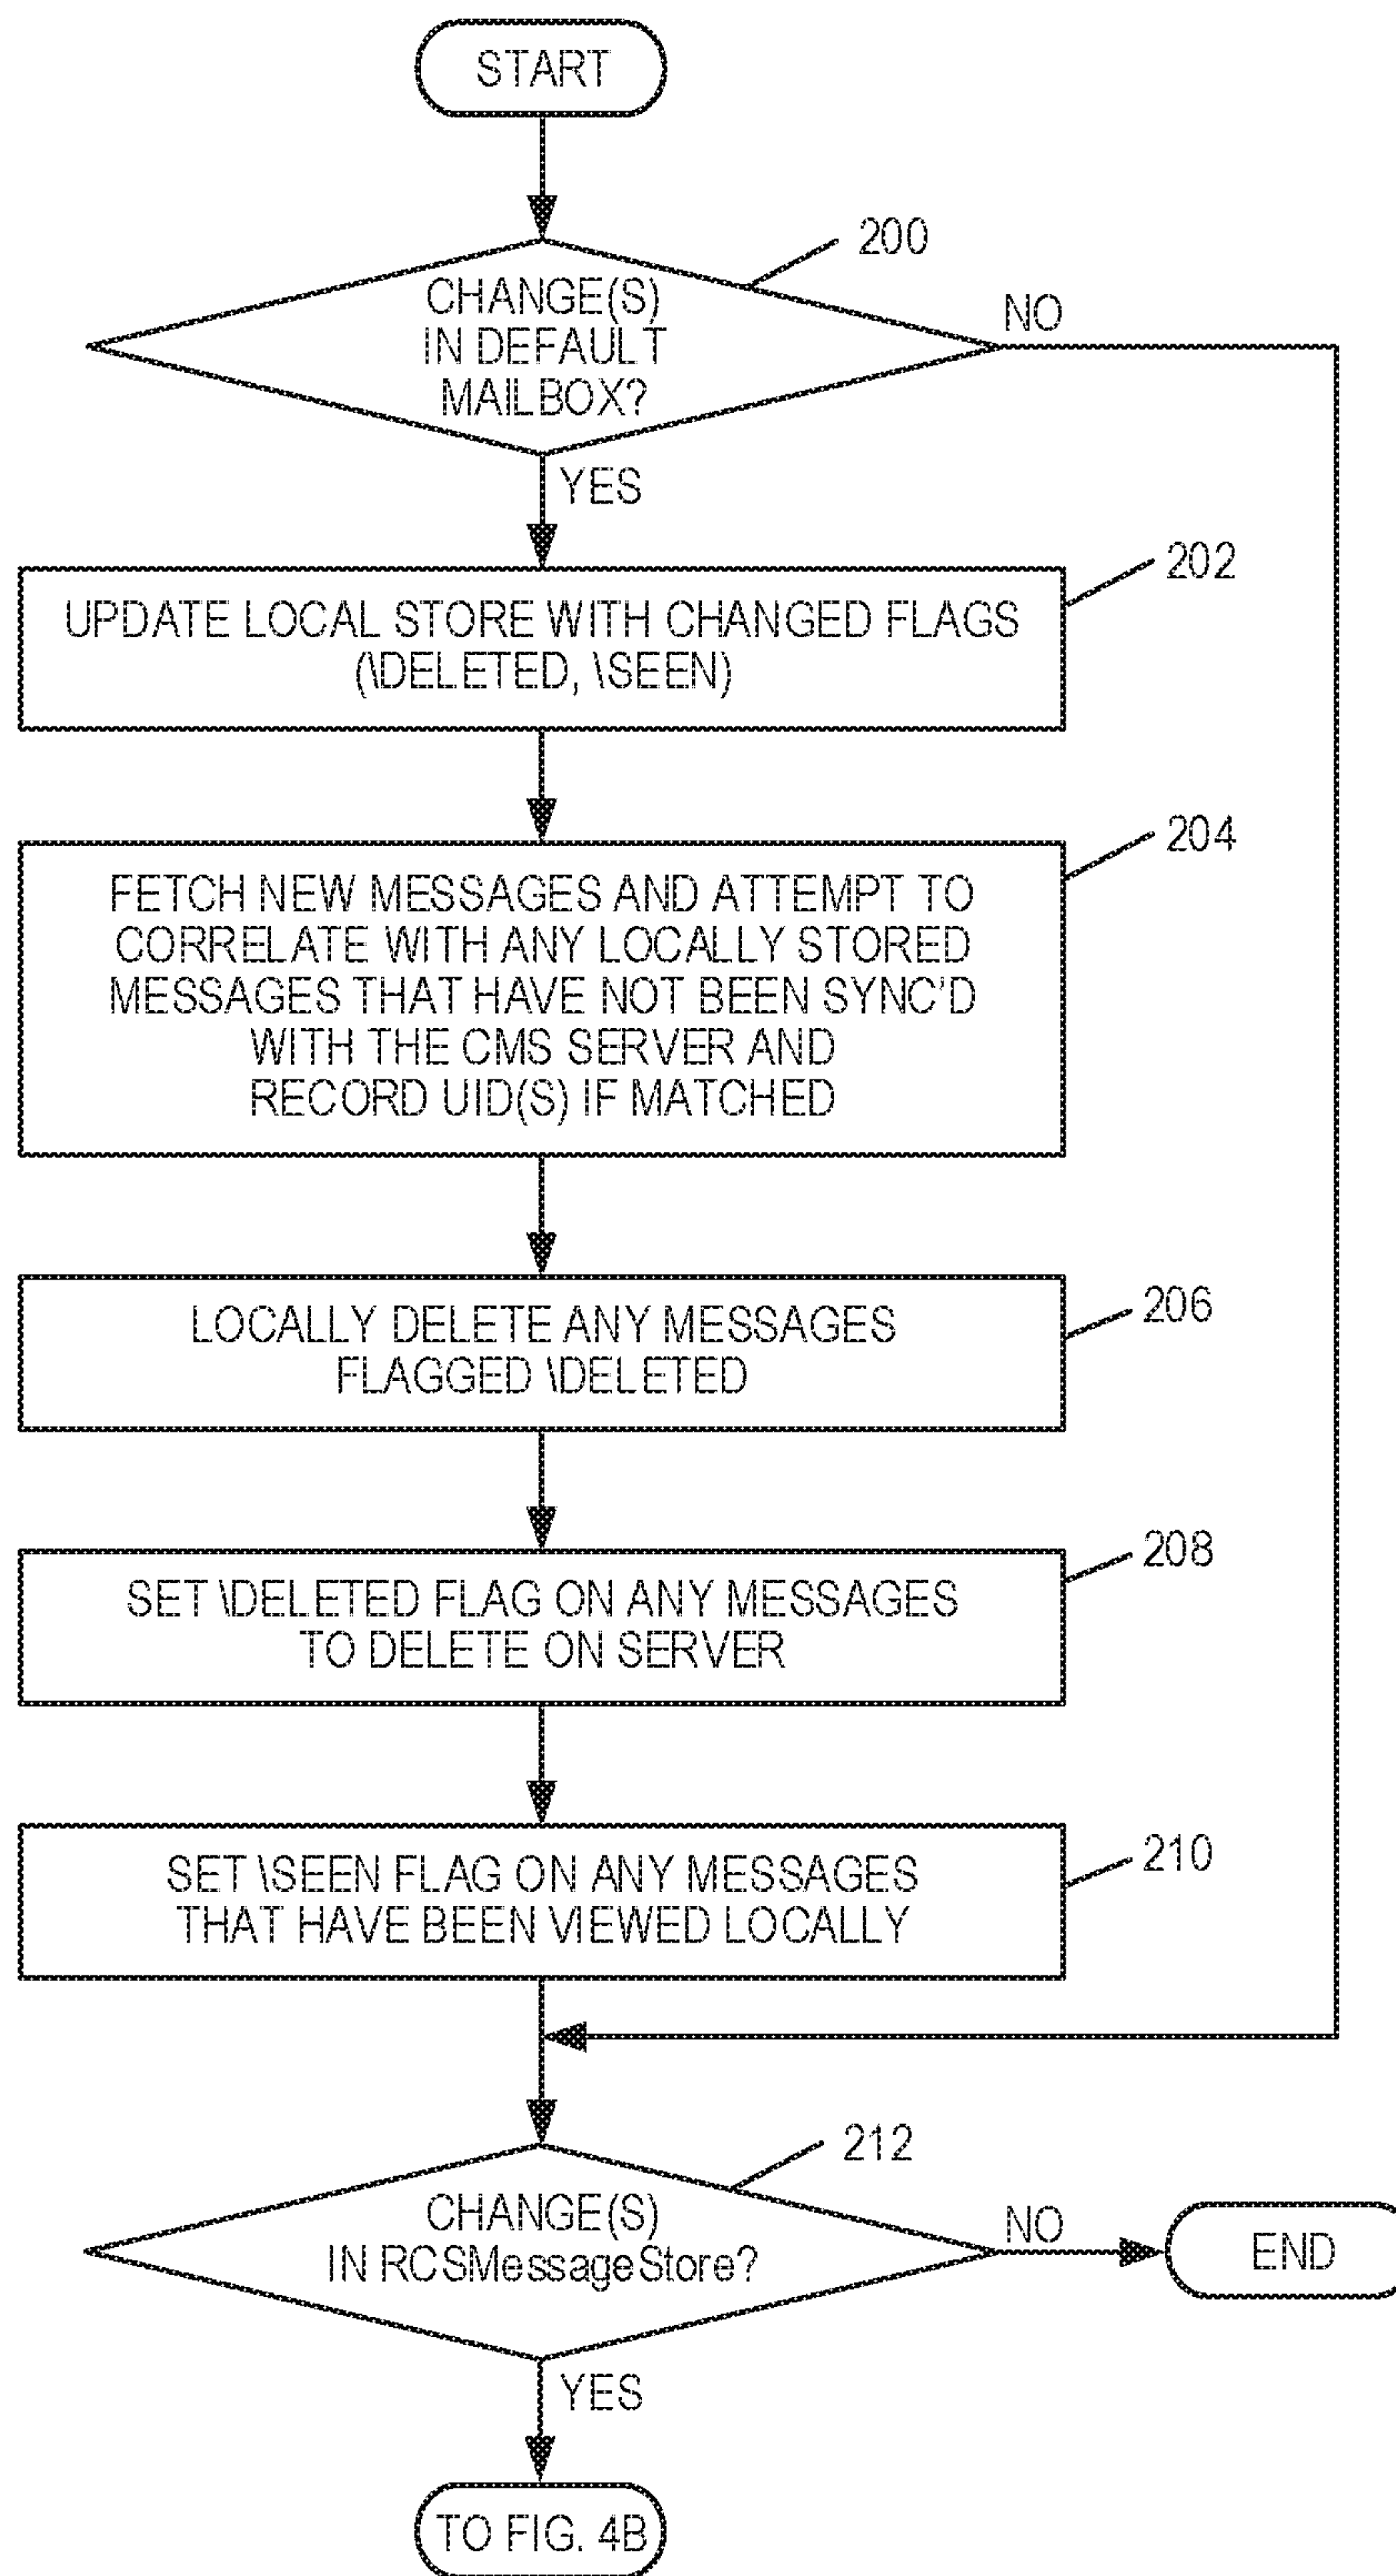 START
200
CHANGE(S)
IN DEFAULT
MAILBOX?
NO
YES
202
UPDATE LOCAL STORE WITH CHANGED FLAGS
(\DELETED, \SEEN)
204
FETCH NEW MESSAGES AND ATTEMPT TO
CORRELATE WITH ANY LOCALLY STORED
MESSAGES THAT HAVE NOT BEEN SYNC'D
WITH THE CMS SERVER AND
RECORD UID(S) IF MATCHED
206
LOCALLY DELETE ANY MESSAGES
FLAGGED \DELETED
208
SET \DELETED FLAG ON ANY MESSAGES
TO DELETE ON SERVER
210
SET \SEEN FLAG ON ANY MESSAGES
THAT HAVE BEEN VIEWED LOCALLY
212
CHANGE(S)
IN RCSMessageStore?
NO
END
YES
TO FIG. 4B